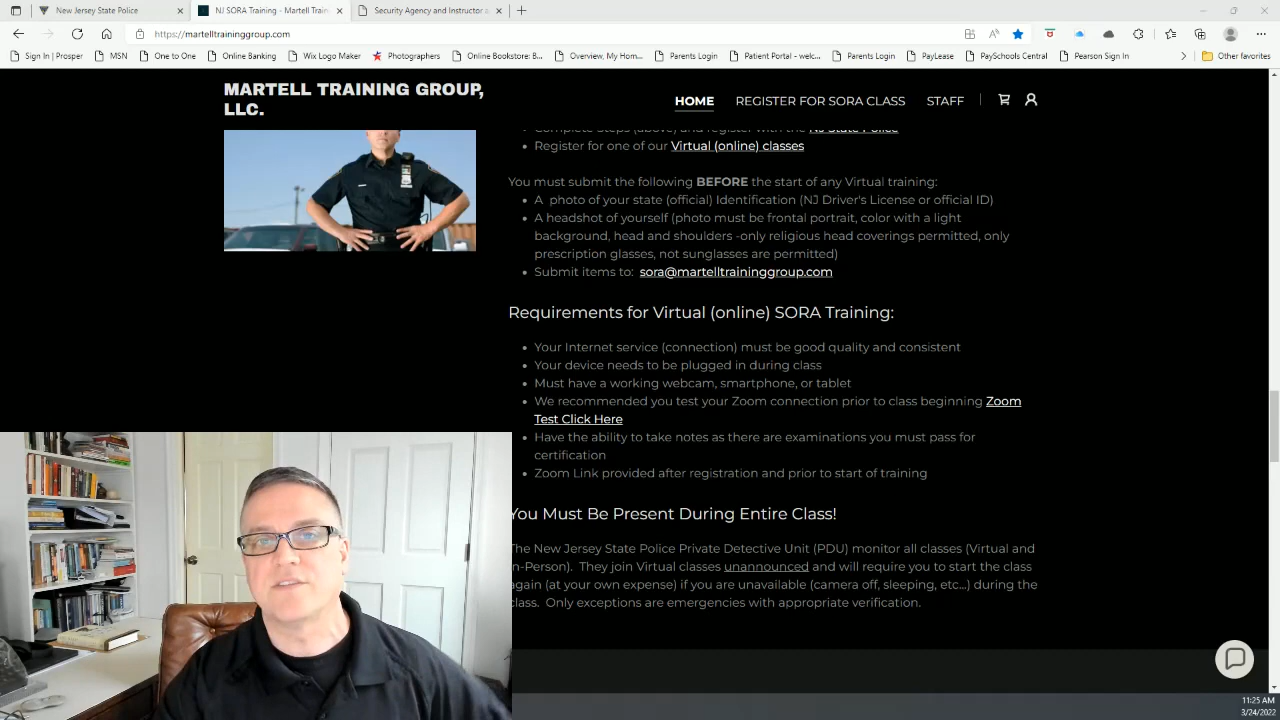 New Jersey State Police
NJ SORA Training - Martell Train
Security Agency and Instructor a
https://martelltraininggroup.com
Sign In | Prosper
MSN
One to One
Online Banking
Wix Logo Maker
Photographers
Online Bookstore: B...
Overview, My Hom...
Parents Login
Patient Portal - welc...
Parents Login
PayLease
PaySchools Central
Pearson Sign In
Other favorites
MARTELL TRAINING GROUP,
LLC.
HOME
REGISTER FOR SORA CLASS
STAFF
Complete Steps (above) and register with the NJ State Police
Register for one of our Virtual (online) classes
You must submit the following BEFORE the start of any Virtual training:
A photo of your state (official) Identification (NJ Driver's License or official ID)
A headshot of yourself (photo must be frontal portrait, color with a light
background, head and shoulders -only religious head coverings permitted, only
prescription glasses, not sunglasses are permitted)
Submit items to: sora@martelltraininggroup.com
Requirements for Virtual (online) SORA Training:
Your Internet service (connection) must be good quality and consistent
Your device needs to be plugged in during class
Must have a working webcam, smartphone, or tablet
We recommended you test your Zoom connection prior to class beginning Zoom
Test Click Here
Have the ability to take notes as there are examinations you must pass for
certification
Zoom Link provided after registration and prior to start of training
You Must Be Present During Entire Class!
The New Jersey State Police Private Detective Unit (PDU) monitor all classes (Virtual and
In-Person). They join Virtual classes unannounced and will require you to start the class
again (at your own expense) if you are unavailable (camera off, sleeping, etc...) during the
class. Only exceptions are emergencies with appropriate verification.
11:25 AM
3/24/2022